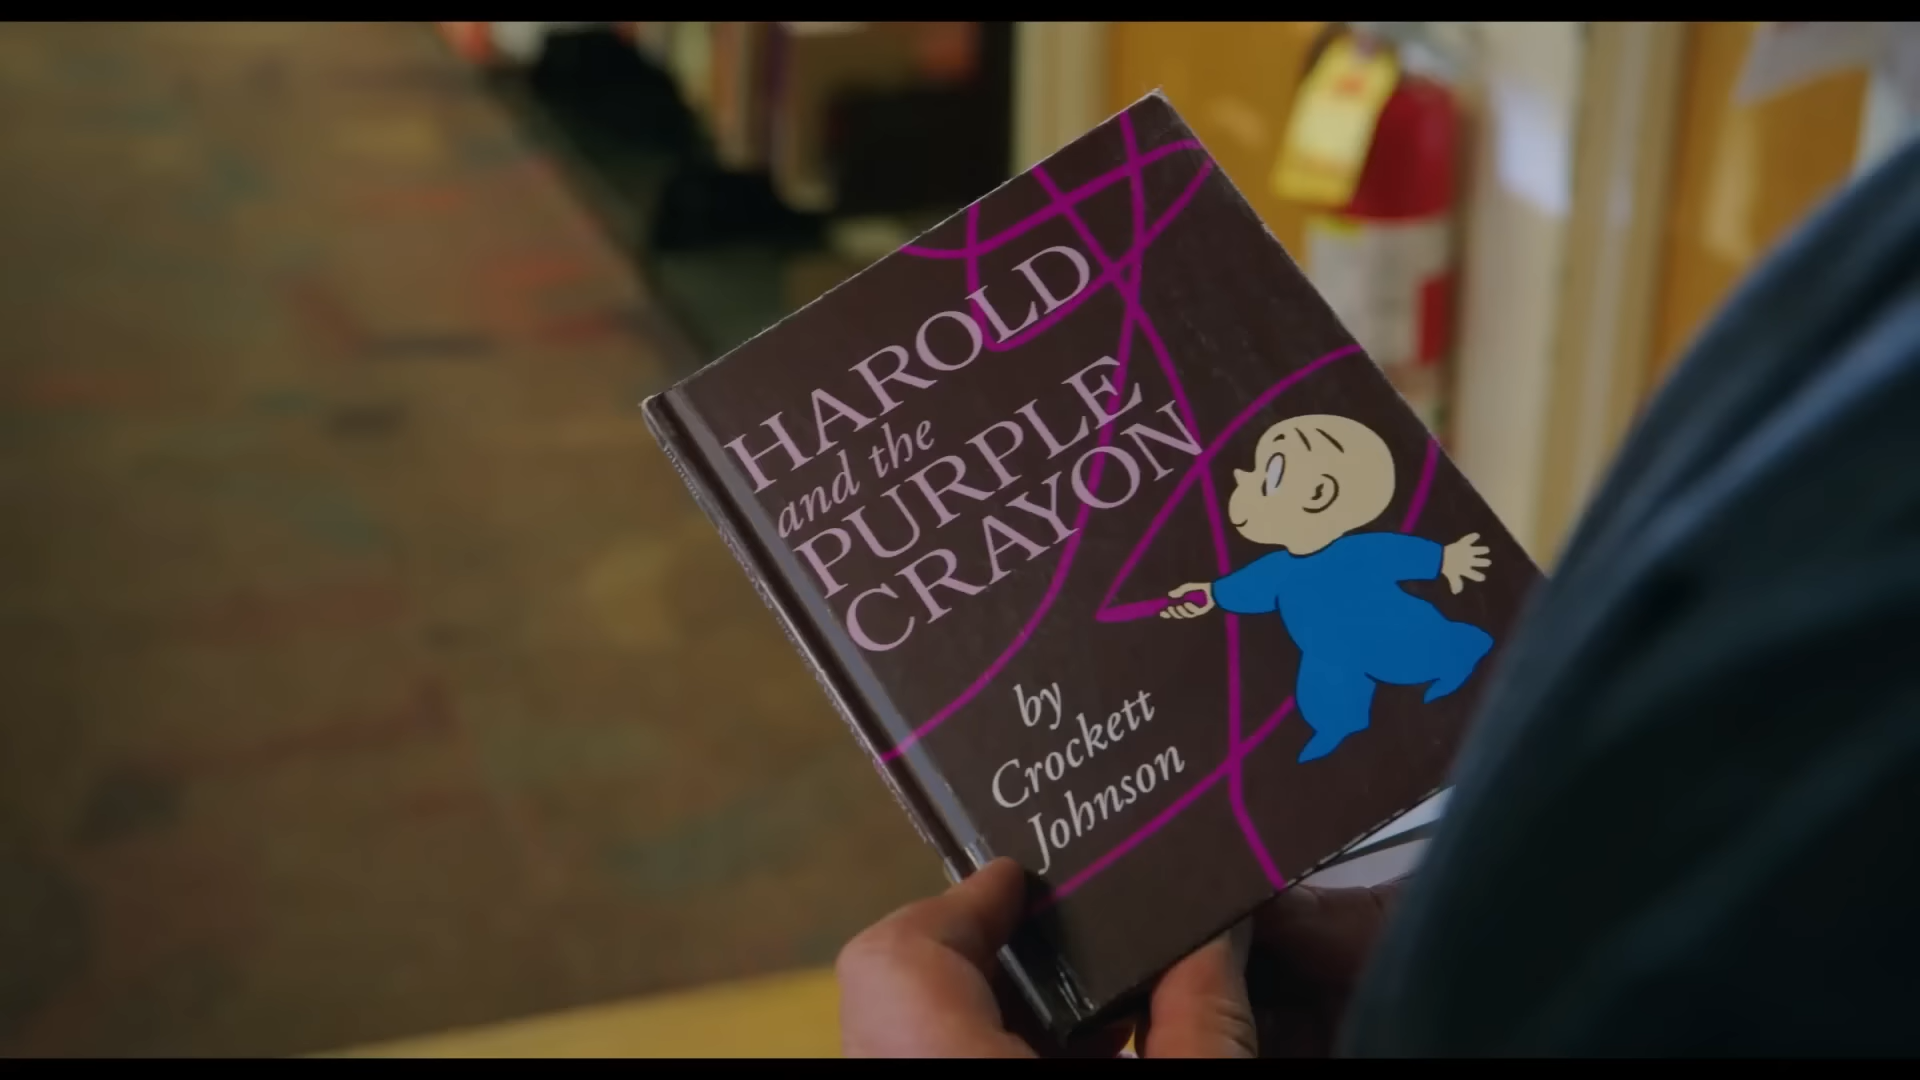 HAROLD
and the
PURPLE
CRAYON
by
Crockett
Johnson